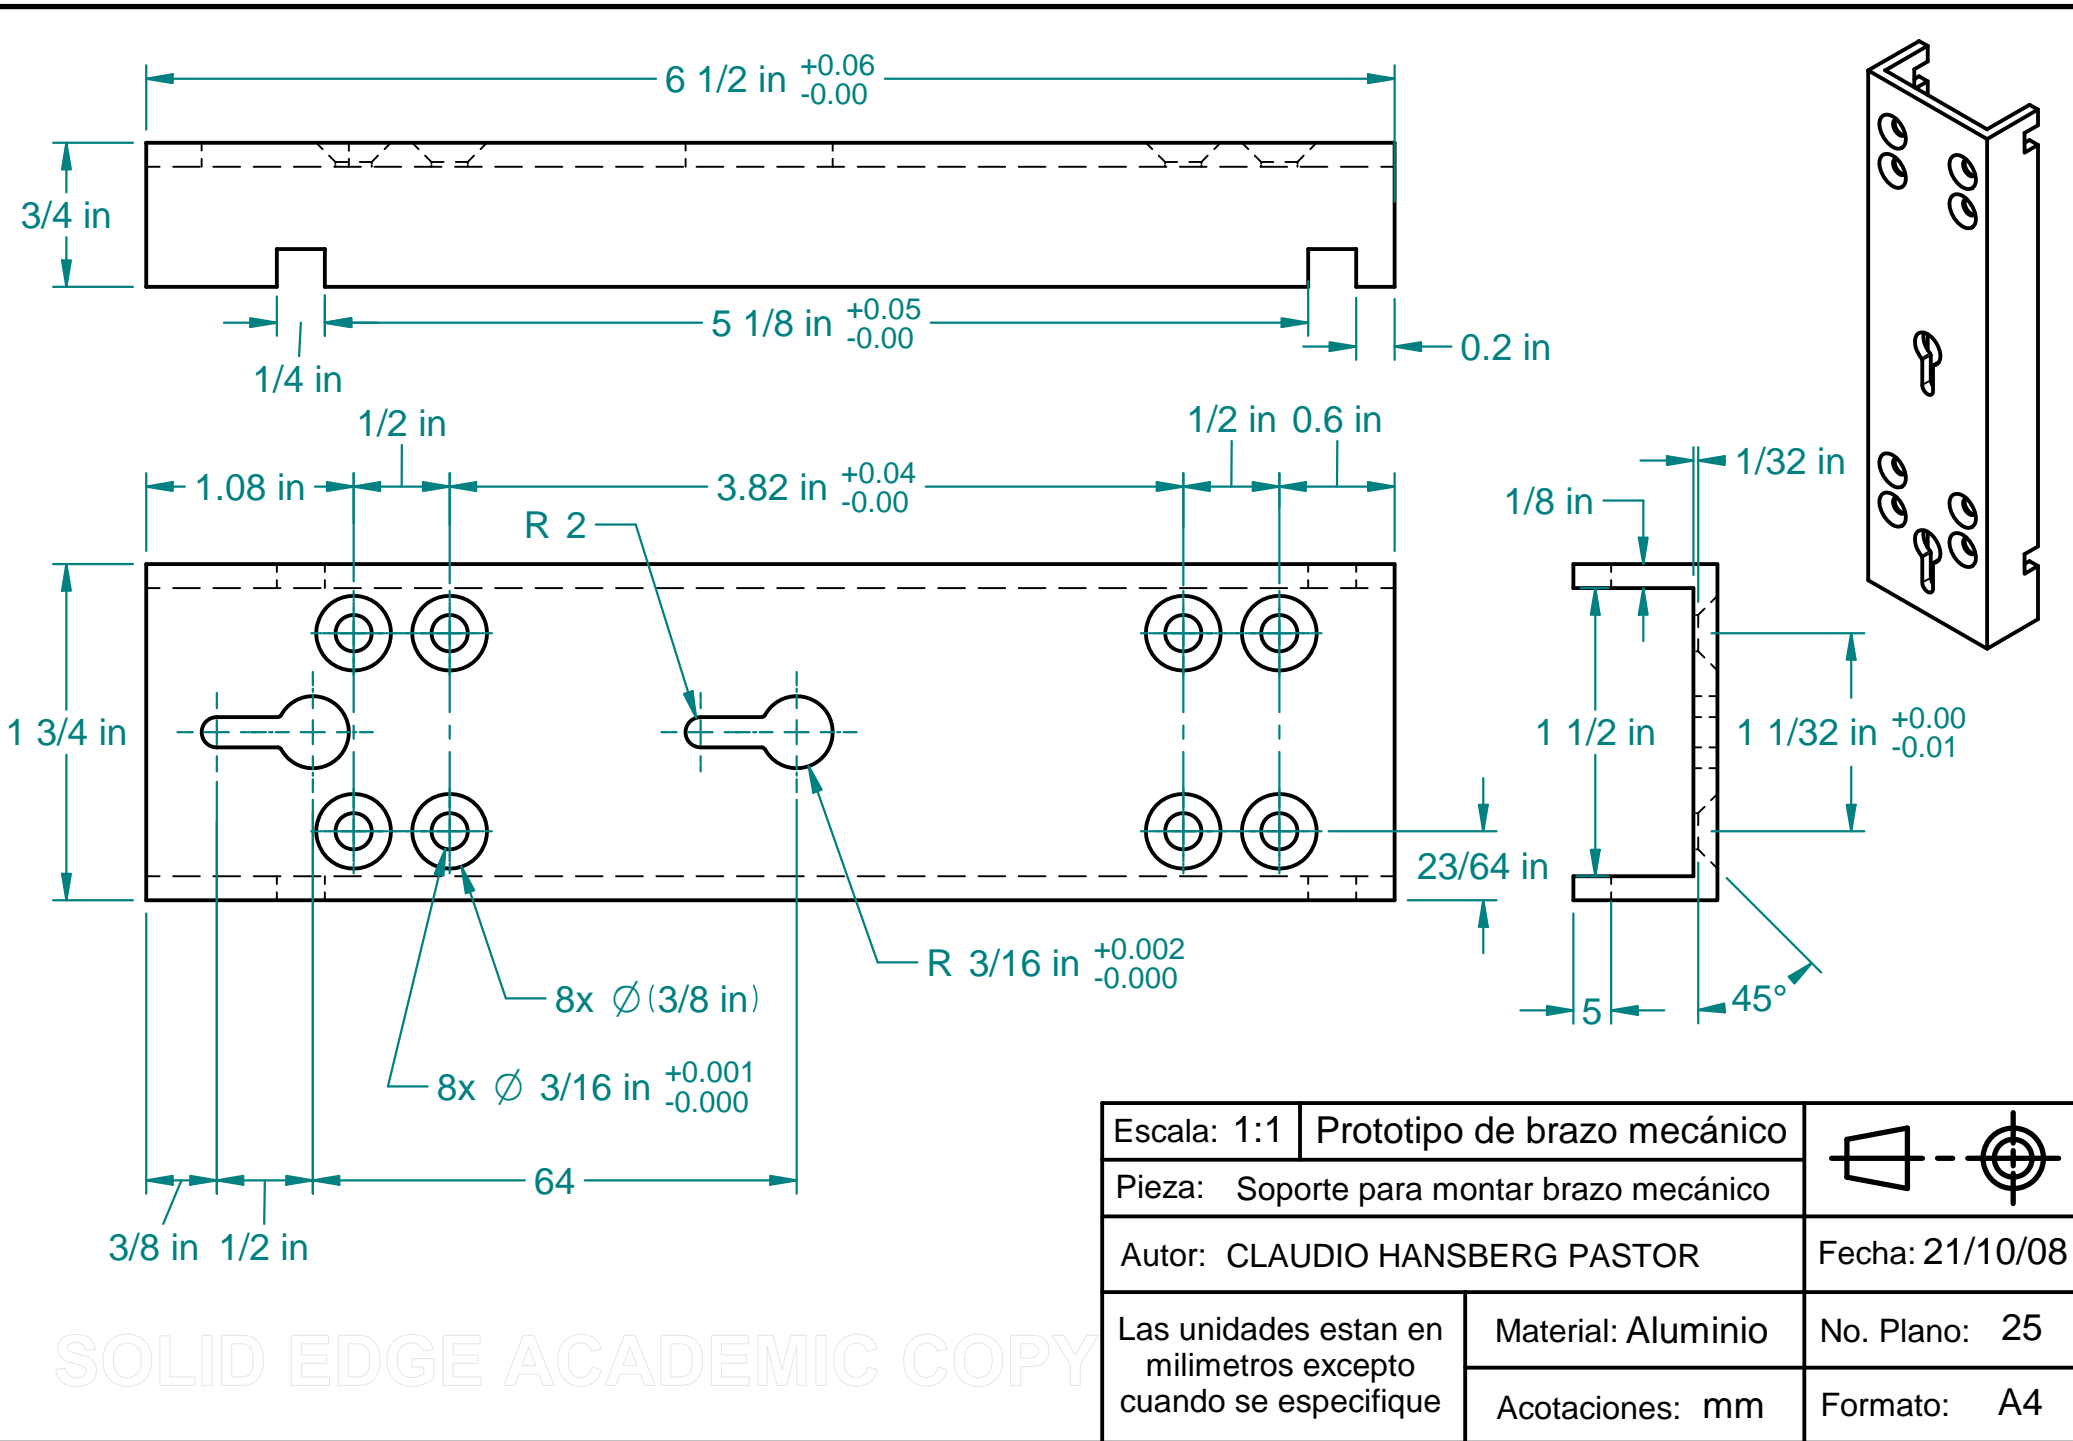 6 1/2 in +0.06 -0.00
3/4 in
5 1/8 in +0.05 -0.00
0.2 in
1/4 in
1/2 in
1/2 in 0.6 in
1/32 in
1.08 in
3.82 in +0.04 -0.00
1/8 in
R 2
1 3/4 in
1 1/2 in
1 1/32 in +0.00 -0.01
23/64 in
R 3/16 in +0.002 -0.000
8x ∅(3/8 in)
5
45°
8x ∅ 3/16 in +0.001 -0.000
64
3/8 in 1/2 in
Escala: 1:1 Prototipo de brazo mecánico
Pieza: Soporte para montar brazo mecánico
Autor: CLAUDIO HANSBERG PASTOR
Fecha: 21/10/08
Las unidades estan en
milimetros excepto
cuando se especifique
Material: Aluminio
No. Plano: 25
Acotaciones: mm
Formato: A4
SOLID EDGE ACADEMIC COPY